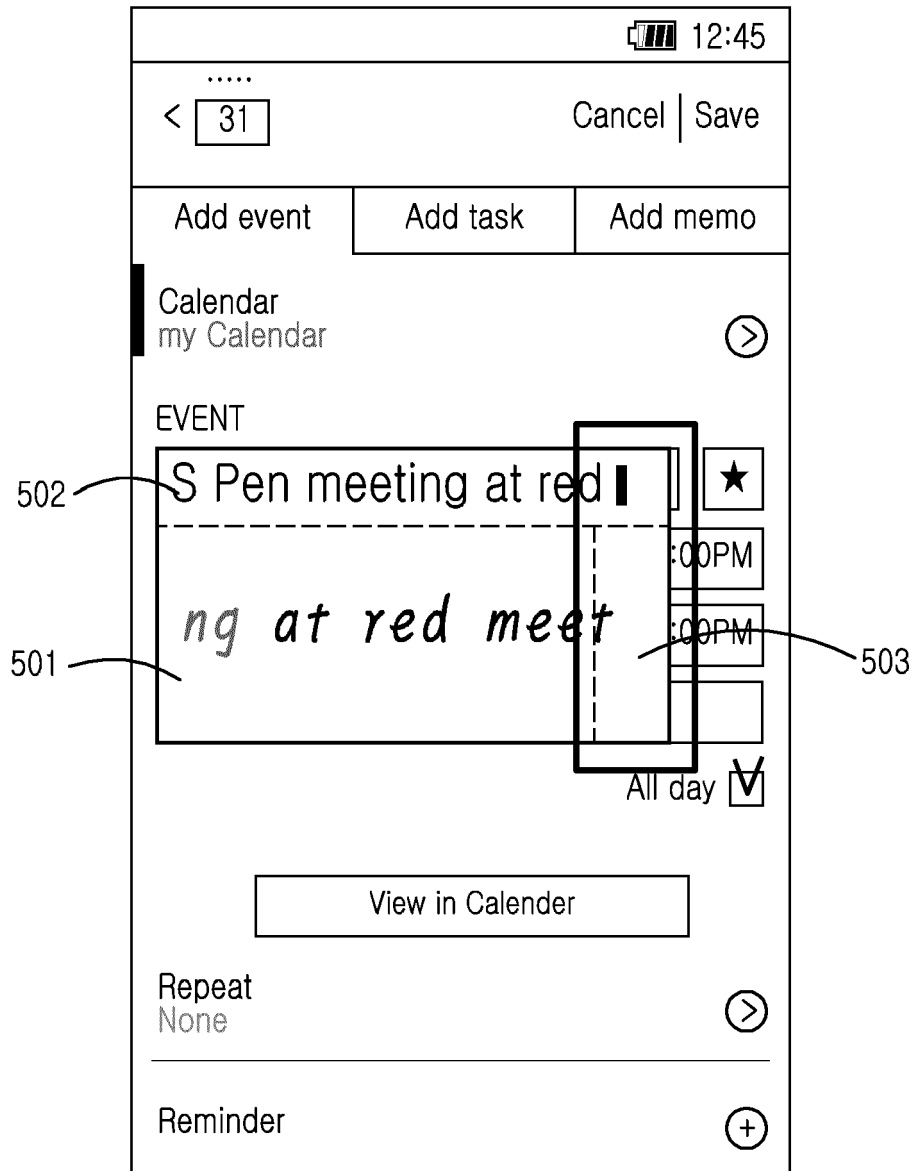 12:45
< 31 Cancel | Save
Add event Add task Add memo
Calendar
my Calendar
EVENT
502 S Pen meeting at red ★
:00PM
ng at red meet :00PM
501 503
All day
View in Calender
Repeat
None
Reminder